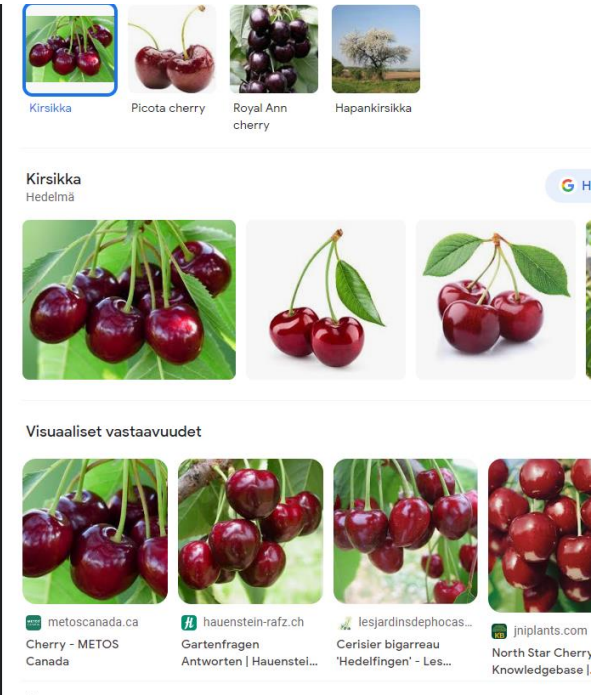 Kirsikka
Picota cherry
Royal Ann
cherry
Hapankirsikka
Kirsikka
Hedelmä
G H
Visuaaliset vastaavuudet
metoscanada.ca
Cherry - METOS
Canada
hauenstein-rafz.ch
Gartenfragen
Antworten | Hauenstei...
lesjardinsdephocas...
Cerisier bigarreau
'Hedelfingen' - Les...
jniplants.com
North Star Cherry
Knowledgebase |